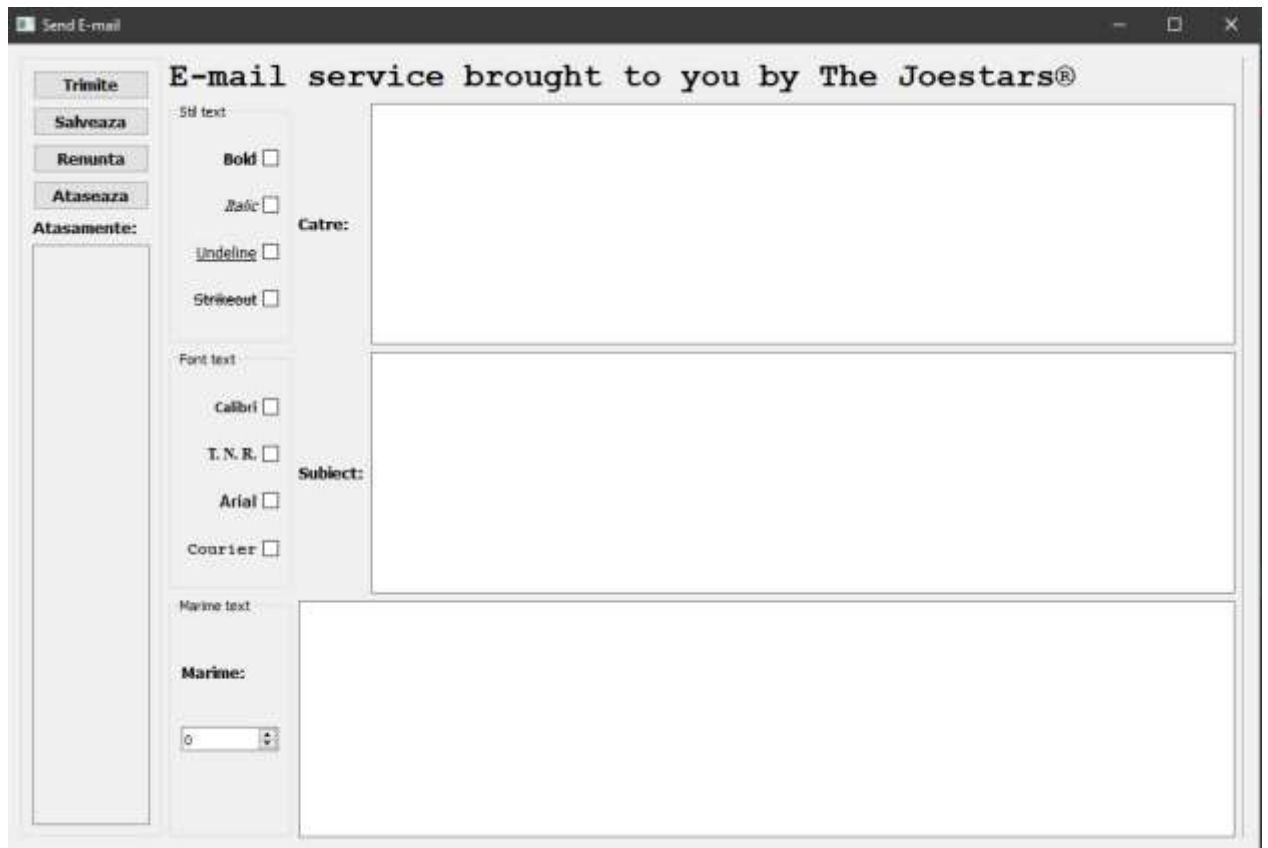 Send E-mail
Trimite
Salveaza
Renunta
Ataseaza
Atasamente:
E-mail service brought to you by The Joestars®
Stil text
Bold
Italic
Undeline
Strikeout
Catre:
Font text
Calibri
T. N. R.
Arial
Courier
Subiect:
Marime text
Marime:
0